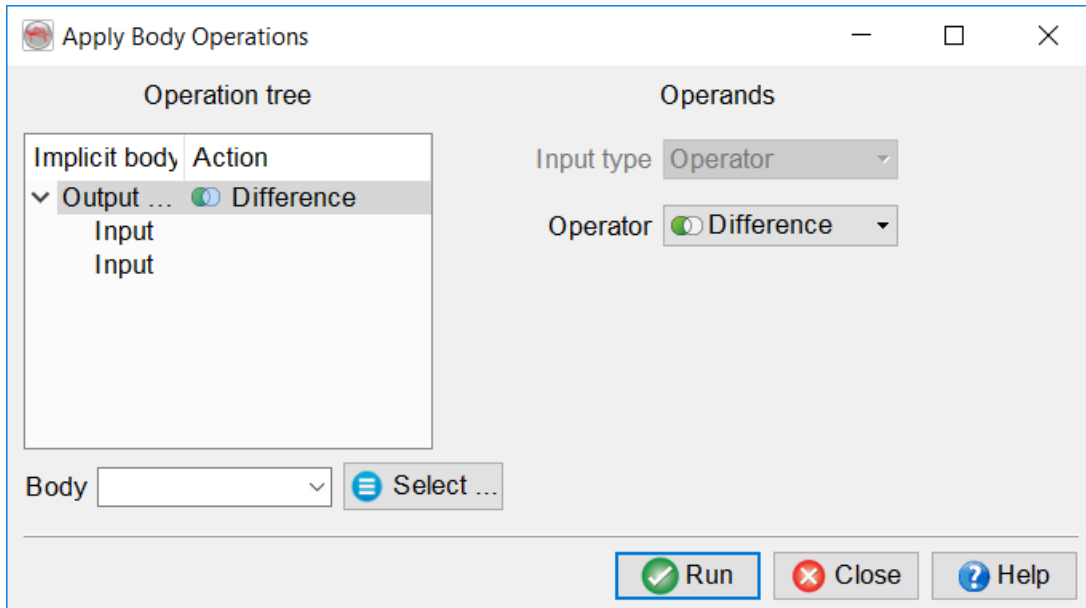 Apply Body Operations
Operation tree
Operands
Implicit body Action
Input type Operator
Output ... Difference
Operator Difference
Input
Input
Body Select ...
Run Close Help